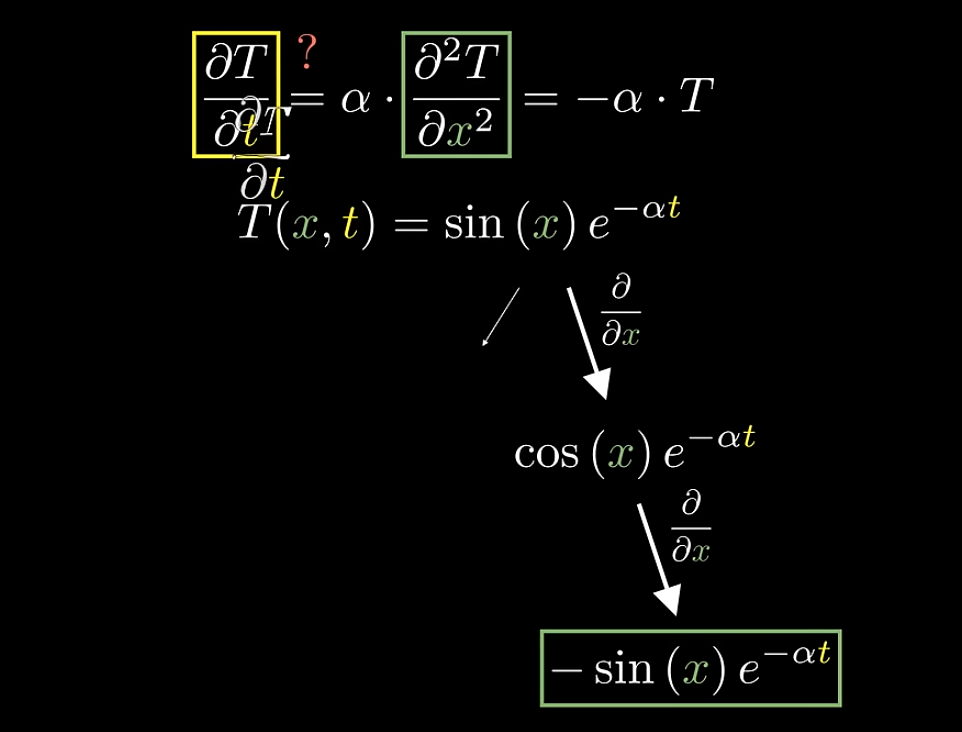 ∂T/∂t ?= α · ∂²T/∂x² = −α · T
∂T/∂t
T(x, t) = sin (x) e^{−αt}
∂/∂x
cos (x) e^{−αt}
∂/∂x
− sin (x) e^{−αt}